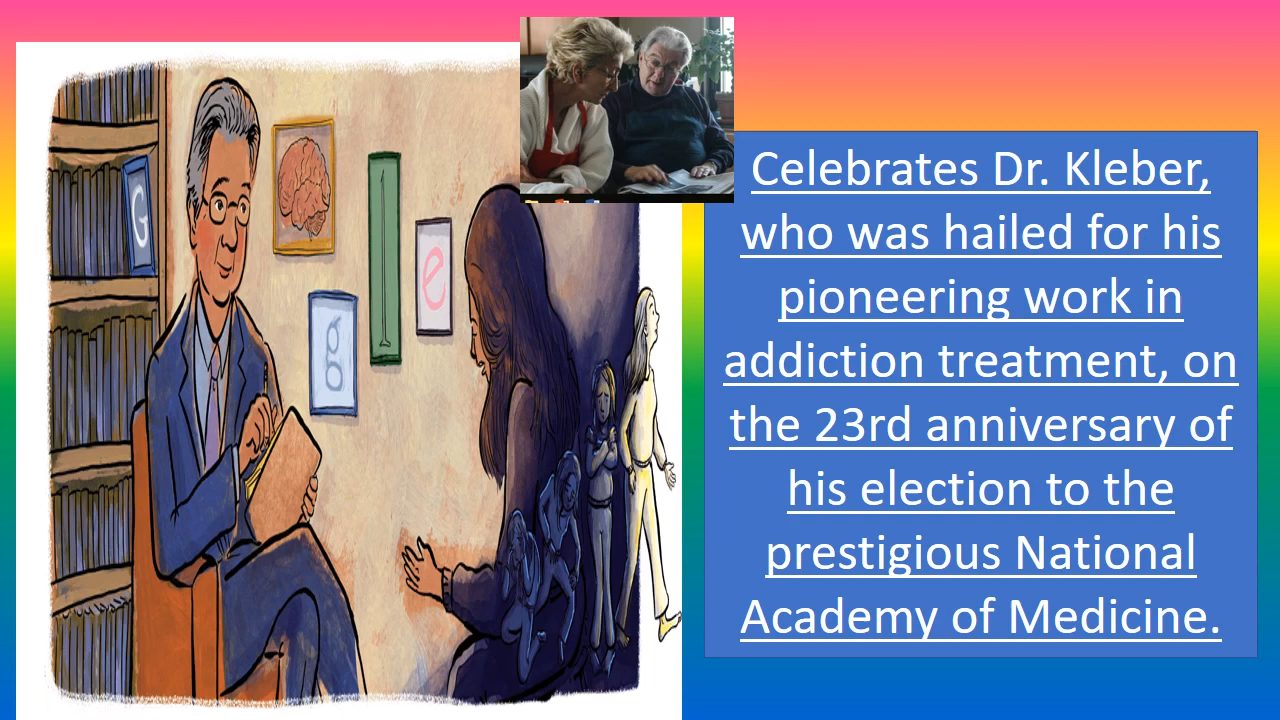 G
g
l
e
Celebrates Dr. Kleber,
who was hailed for his
pioneering work in
addiction treatment, on
the 23rd anniversary of
his election to the
prestigious National
Academy of Medicine.